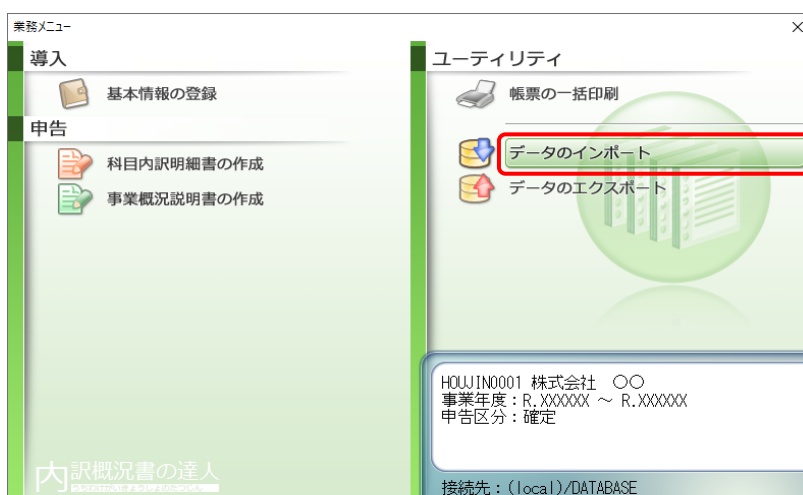 業務メニュー
導入
基本情報の登録
申告
科目内訳明細書の作成
事業概況説明書の作成
ユーティリティ
帳票の一括印刷
データのインポート
データのエクスポート
HOUJIN0001 株式会社 〇〇
事業年度：R.XXXXXX ～ R.XXXXXX
申告区分：確定
接続先：(local)/DATABASE
内訳概況書の達人